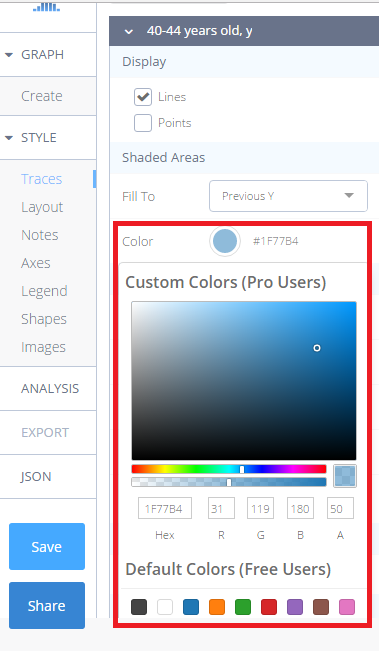 GRAPH
Create
STYLE
Traces
Layout
Notes
Axes
Legend
Shapes
Images
ANALYSIS
EXPORT
JSON
Save
Share
40-44 years old, y
Display
Lines
Points
Shaded Areas
Fill To Previous Y
Color #1F77B4
Custom Colors (Pro Users)
1F77B4 31 119 180 50
Hex R G B A
Default Colors (Free Users)